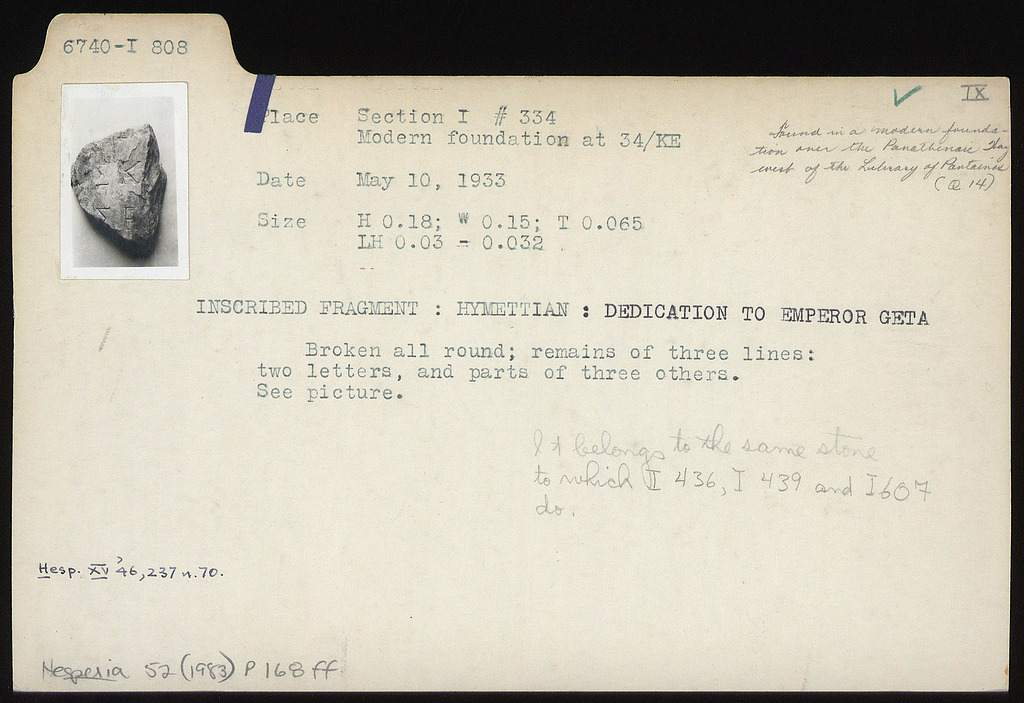 6740-I 808
IX
Place Section I # 334
Modern foundation at 34/KE
found in a modern founda-
tion over the Panathenaic Way
west of the Library of Pantainos
(Q 14)
Date May 10, 1933
Size H 0.18; W 0.15; T 0.065
LH 0.03 - 0.032
INSCRIBED FRAGMENT : HYMETTIAN : DEDICATION TO EMPEROR GETA
Broken all round; remains of three lines:
two letters, and parts of three others.
See picture.
It belongs to the same stone
to which I 436, I 439 and I 607
do.
Hesp. XV '46, 237 n. 70.
Hesperia 52 (1983) P 168 ff